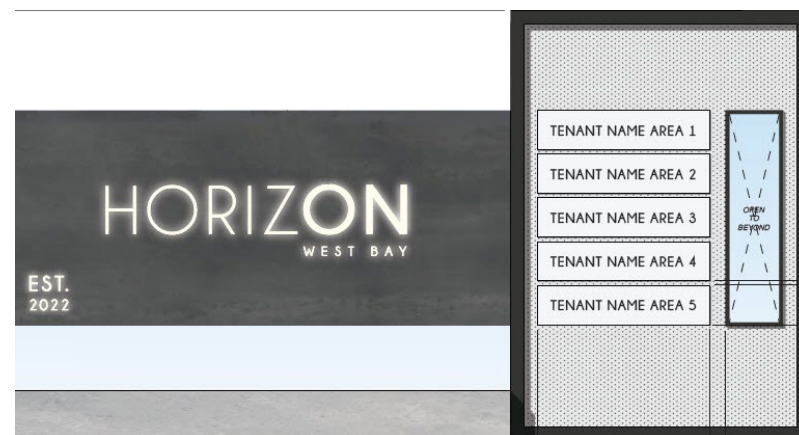 HORIZON
WEST BAY
EST.
2022
TENANT NAME AREA 1
TENANT NAME AREA 2
TENANT NAME AREA 3
TENANT NAME AREA 4
TENANT NAME AREA 5
OPEN
TO
BEYOND